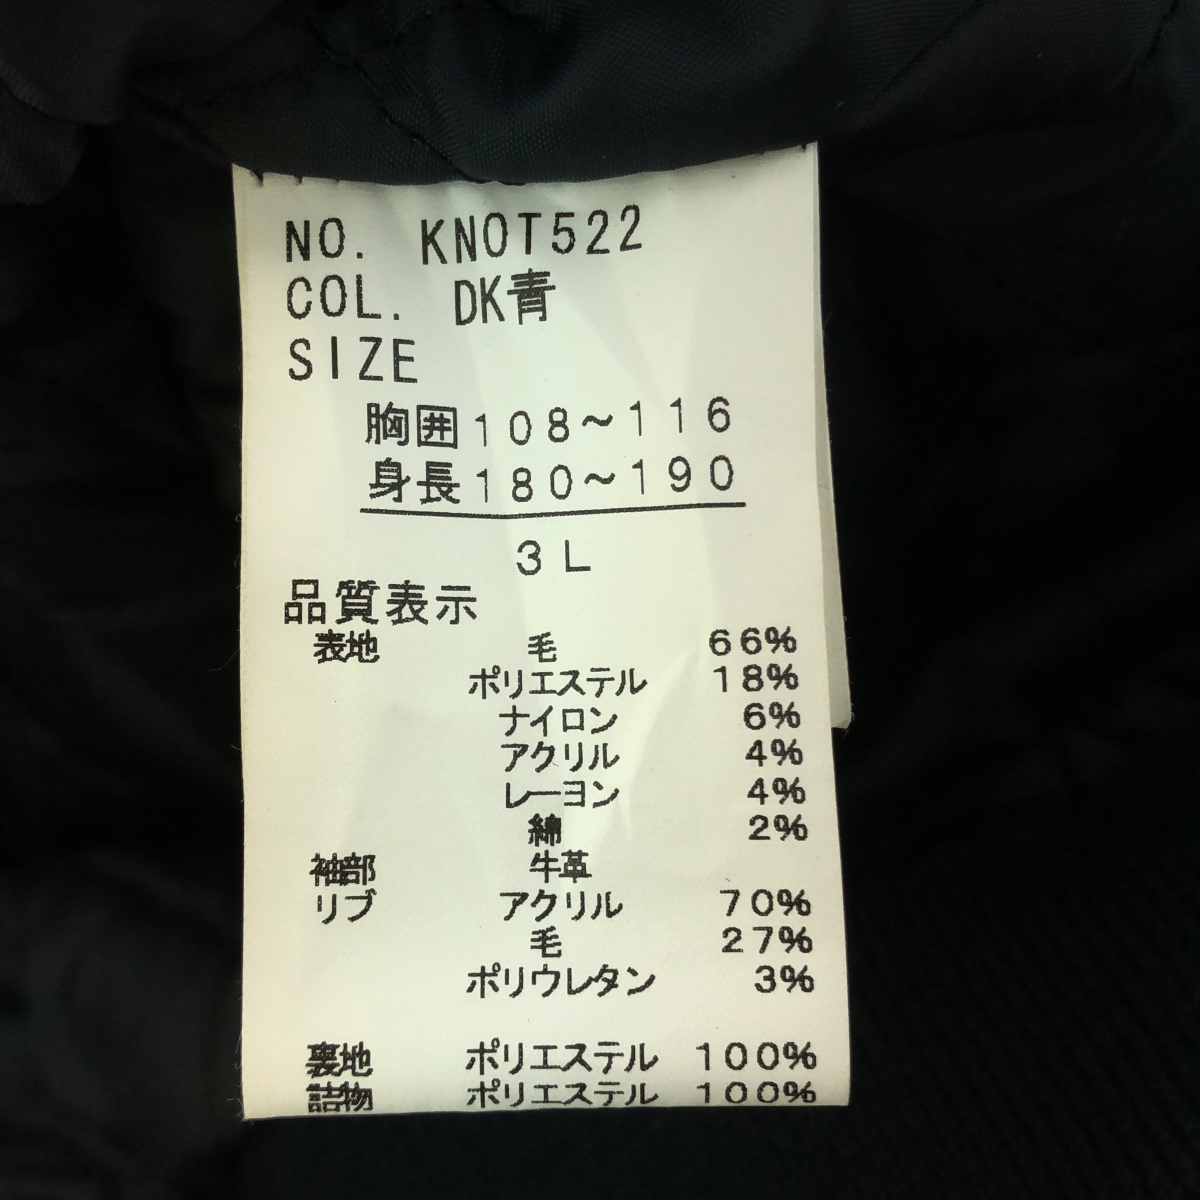 NO. KNOT522
COL. DK青
SIZE
胸囲108〜116
身長180〜190
3L
品質表示
表地 毛 66%
ポリエステル 18%
ナイロン 6%
アクリル 4%
レーヨン 4%
綿 2%
袖部 牛革
リブ アクリル 70%
毛 27%
ポリウレタン 3%
裏地 ポリエステル 100%
詰物 ポリエステル 100%